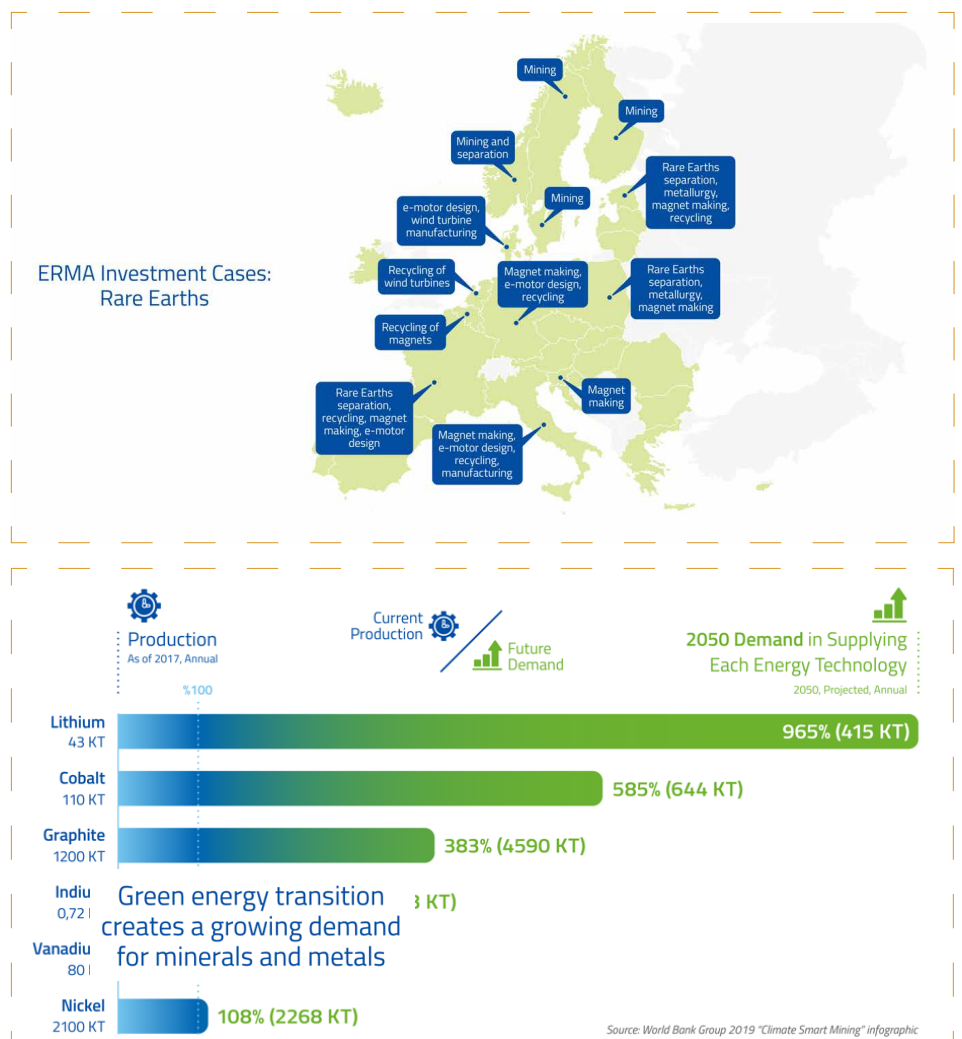 Mining
Mining
Mining and
separation
Rare Earths
separation,
metallurgy,
magnet making,
recycling
Mining
e-motor design,
wind turbine
manufacturing
ERMA Investment Cases:
Rare Earths
Recycling of
wind turbines
Magnet making,
e-motor design,
recycling
Rare Earths
separation,
metallurgy,
magnet making
Recycling of
magnets
Rare Earths
separation,
recycling, magnet
making, e-motor
design
Magnet
making
Magnet making,
e-motor design,
recycling,
manufacturing
Production
As of 2017, Annual
Current
Production
Future
Demand
2050 Demand in Supplying
Each Energy Technology
2050, Projected, Annual
%100
Lithium
43 KT
965% (415 KT)
Cobalt
110 KT
585% (644 KT)
Graphite
1200 KT
383% (4590 KT)
0,72
KT)
80
Green energy transition
creates a growing demand
for minerals and metals
Nickel
2100 KT
108% (2268 KT)
Source: World Bank Group 2019 "Climate Smart Mining" infographic